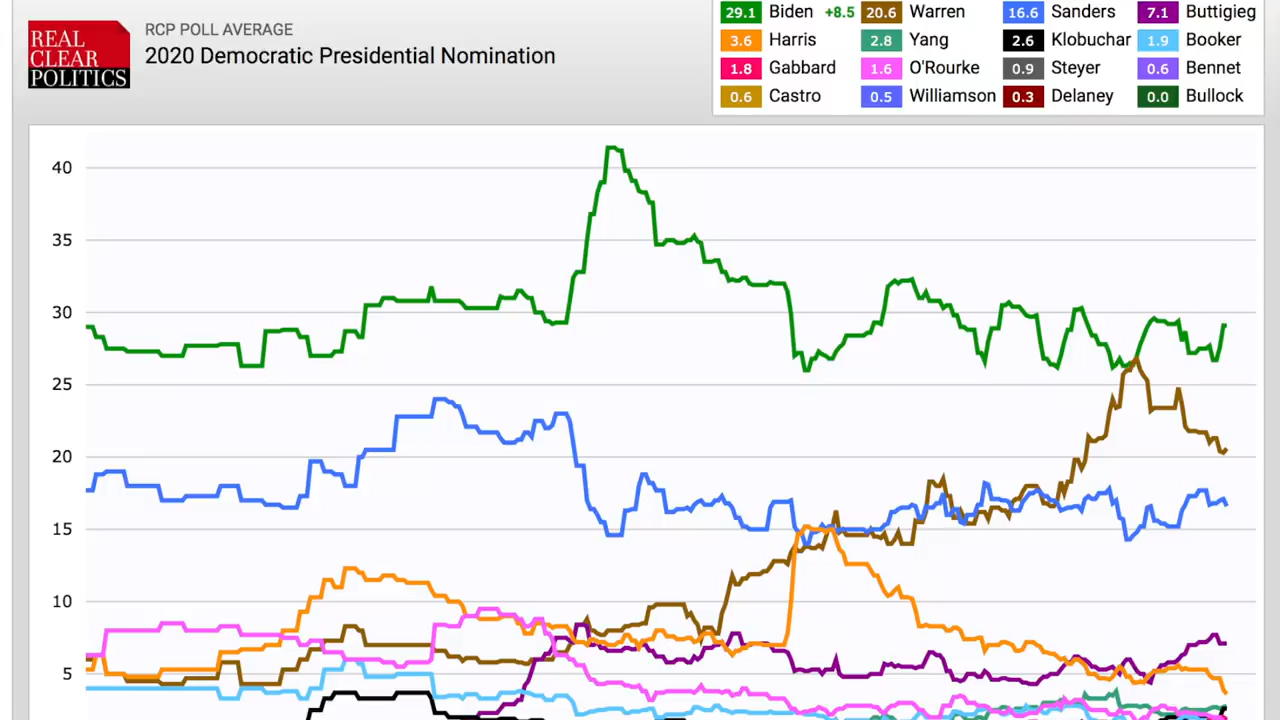 REAL
CLEAR
POLITICS
RCP POLL AVERAGE
2020 Democratic Presidential Nomination
29.1 Biden +8.5 20.6 Warren 16.6 Sanders 7.1 Buttigieg
3.6 Harris 2.8 Yang 2.6 Klobuchar 1.9 Booker
1.8 Gabbard 1.6 O'Rourke 0.9 Steyer 0.6 Bennet
0.6 Castro 0.5 Williamson 0.3 Delaney 0.0 Bullock
40
35
30
25
20
15
10
5